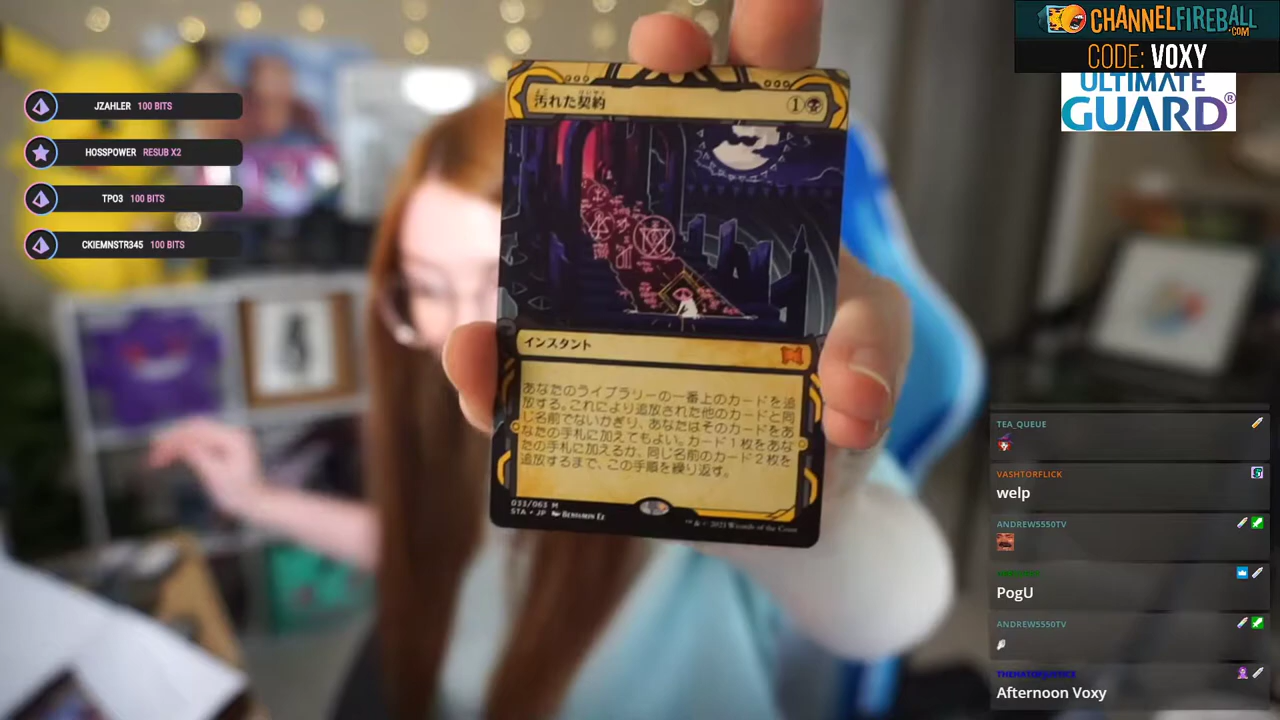 CHANNELFIREBALL
.COM
CODE: VOXY
ULTIMATE
GUARD®
JZAHLER 100 BITS
HOSSPOWER RESUB X2
TPO3 100 BITS
CKIEMNSTR345 100 BITS
汚れた契約
1
インスタント
あなたのライブラリーの一番上のカードを追
放する。これにより追放された他のカードと同
じ名前でないかぎり、あなたはそのカードをあ
なたの手札に加えてもよい。カード1枚をあな
たの手札に加えるか、同じ名前のカード2枚を
追放するまで、この手順を繰り返す。
033/063 M
STA • JP
™ & © 2021 Wizards of the Coast
TEA_QUEUE
VASHTORFLICK
welp
ANDREW5550TV
PogU
ANDREW5550TV
Afternoon Voxy